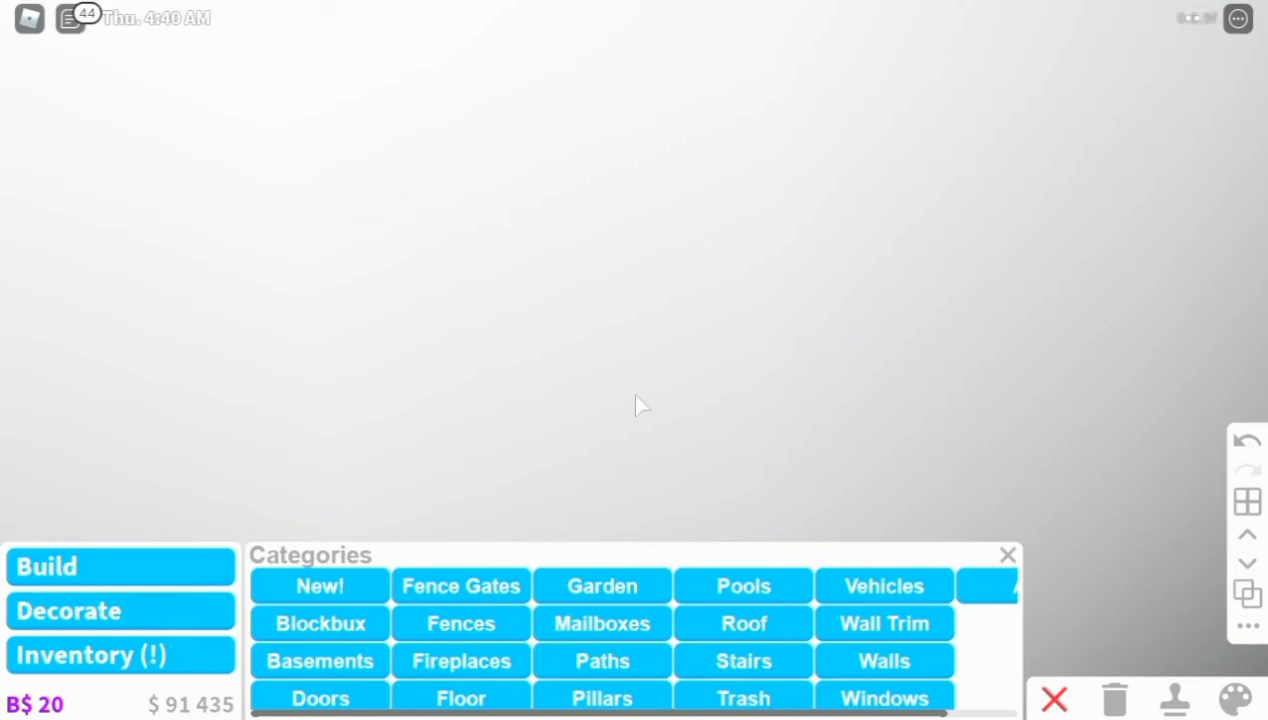 44
Thu. 4:40 AM
Build
Decorate
Inventory (!)
B$ 20
$ 91 435
Categories
New!
Fence Gates
Garden
Pools
Vehicles
Blockbux
Fences
Mailboxes
Roof
Wall Trim
Basements
Fireplaces
Paths
Stairs
Walls
Doors
Floor
Pillars
Trash
Windows